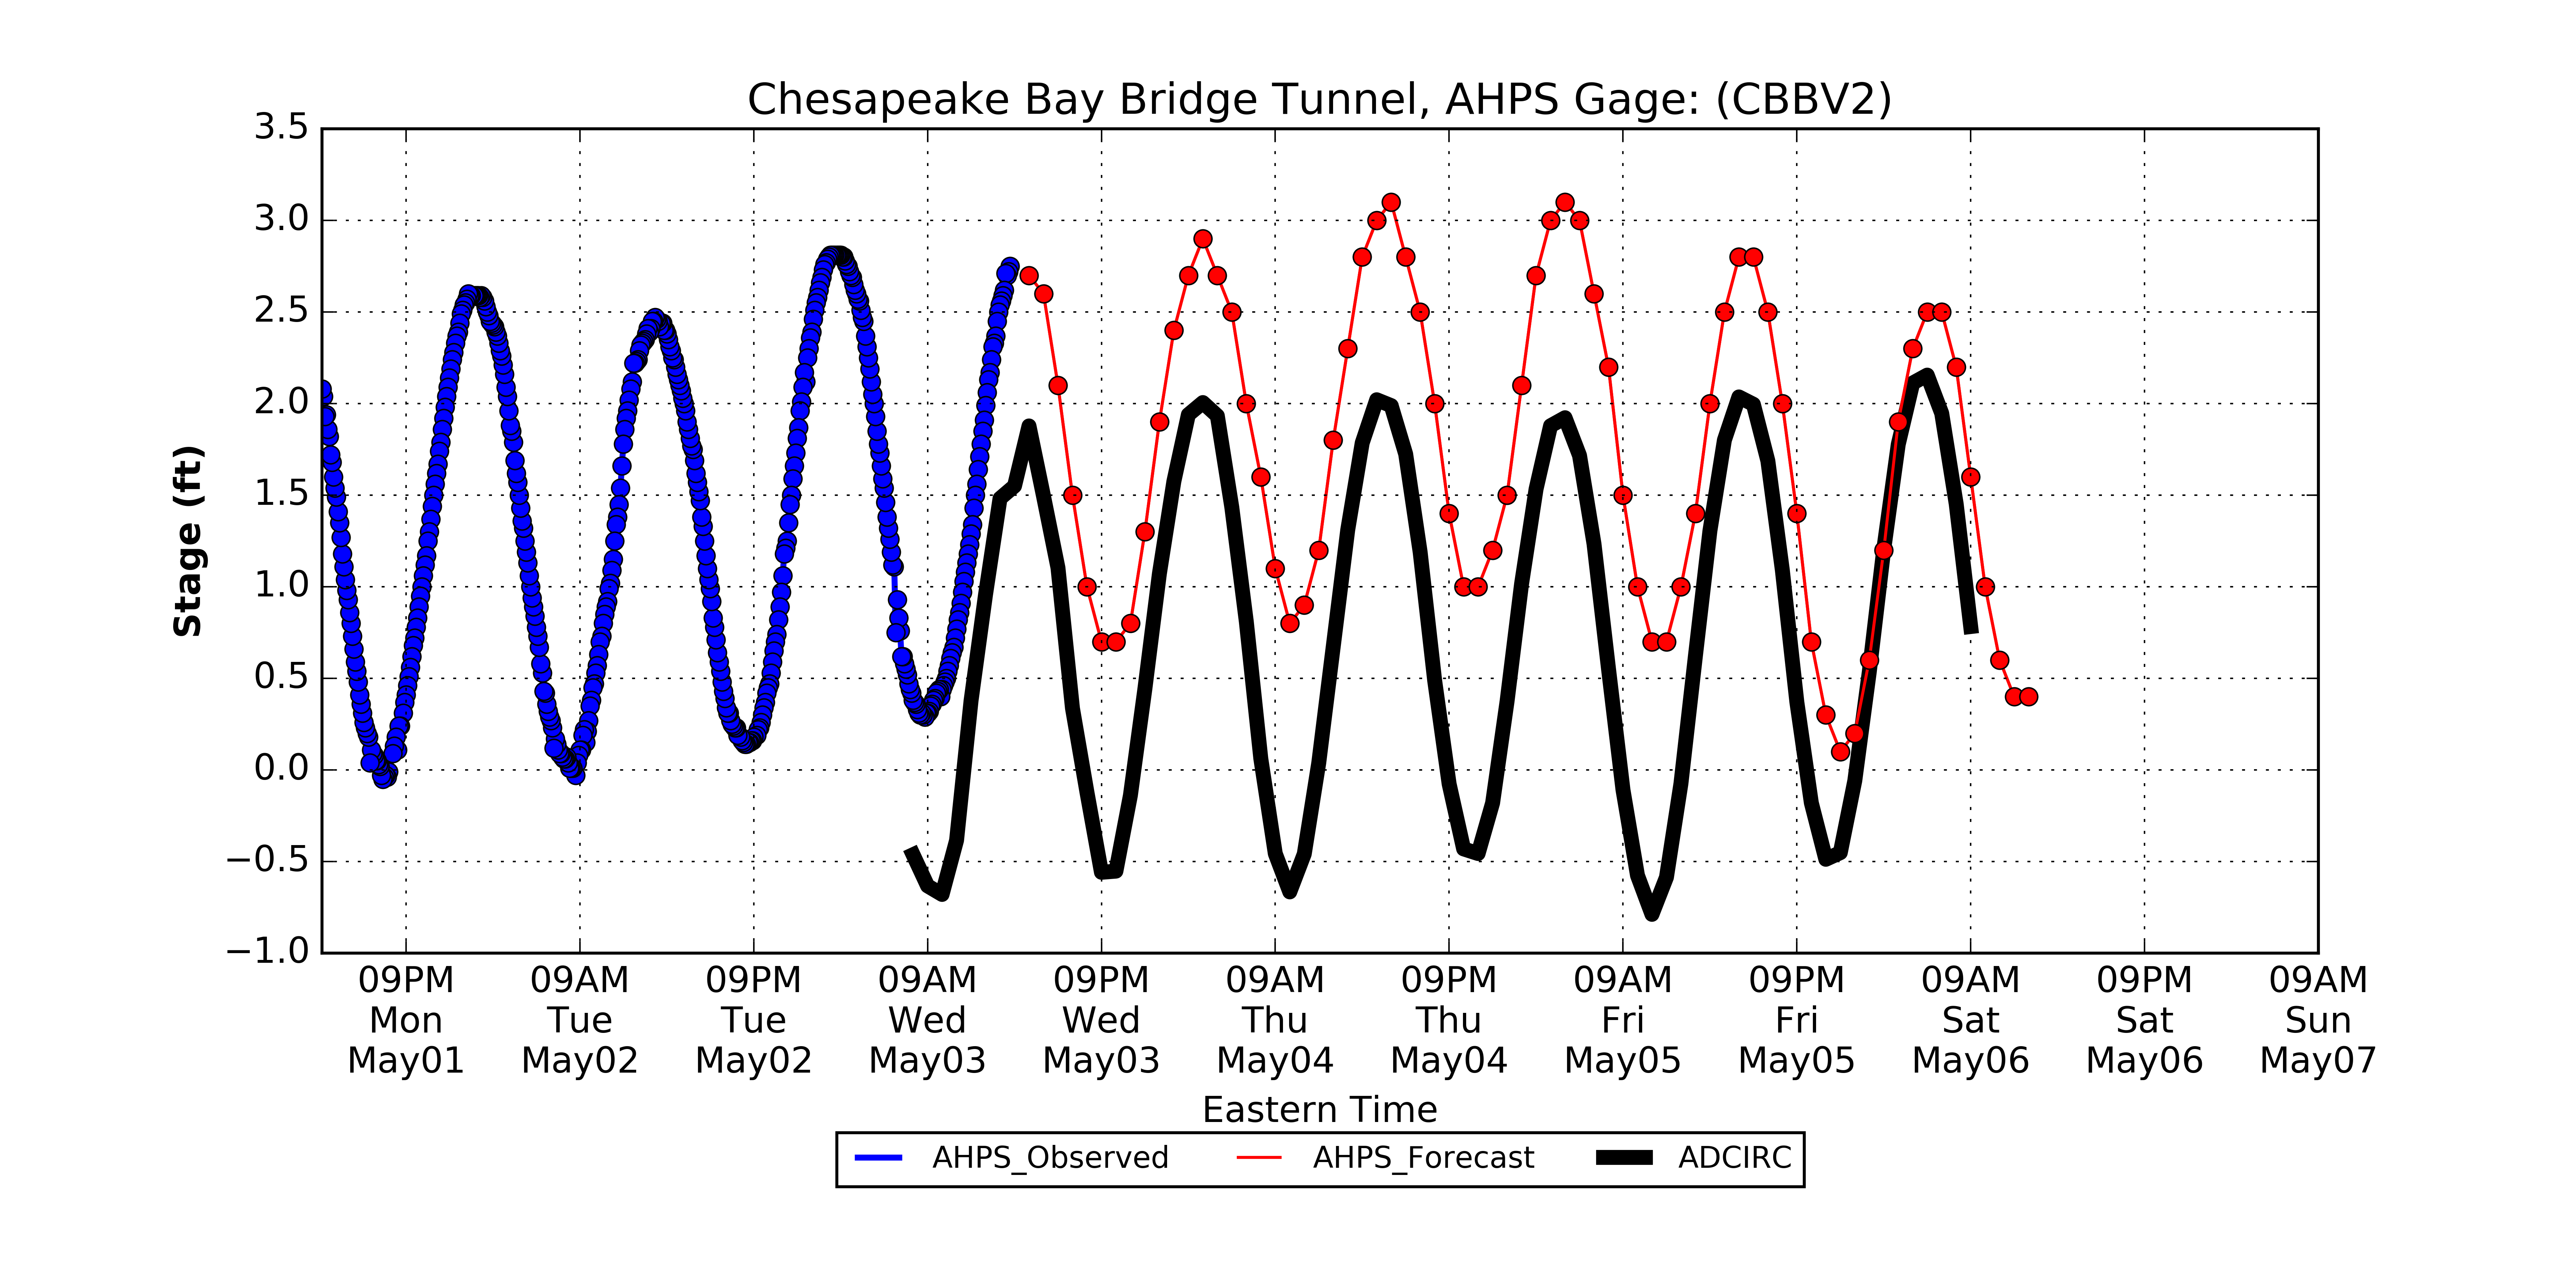 Chesapeake Bay Bridge Tunnel, AHPS Gage: (CBBV2)
3.5
3.0
2.5
2.0
1.5
1.0
0.5
0.0
−0.5
−1.0
Stage (ft)
09PM 09AM 09PM 09AM 09PM 09AM 09PM 09AM 09PM 09AM 09PM 09AM
Mon Tue Tue Wed Wed Thu Thu Fri Fri Sat Sat Sun
May01 May02 May02 May03 May03 May04 May04 May05 May05 May06 May06 May07
Eastern Time
AHPS_Observed AHPS_Forecast ADCIRC